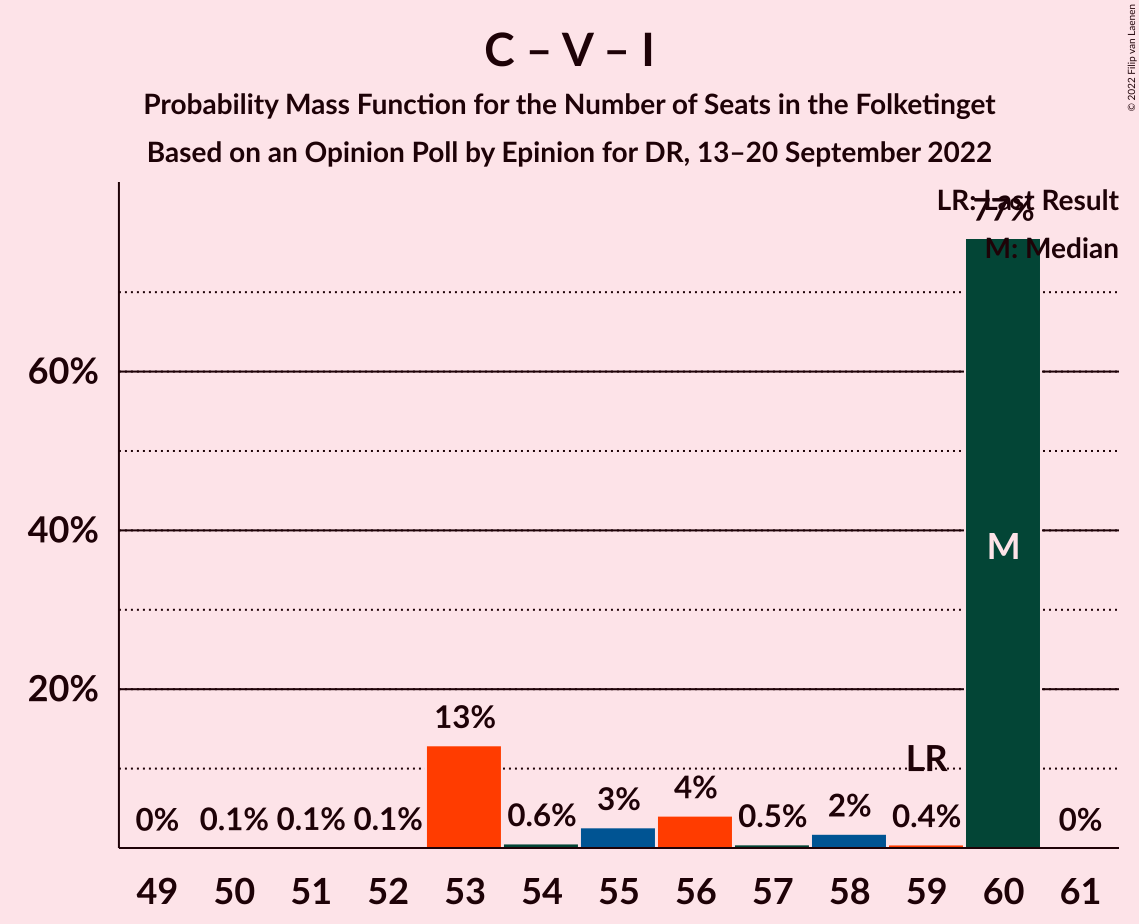 C – V – I
Probability Mass Function for the Number of Seats in the Folketinget
Based on an Opinion Poll by Epinion for DR, 13–20 September 2022
© 2022 Filip van Laenen
LR: Last Result
M: Median
77%
60%
40%
20%
M
13%
LR
0%
0.1%
0.1%
0.1%
0.6%
3%
4%
0.5%
2%
0.4%
0%
49 50 51 52 53 54 55 56 57 58 59 60 61